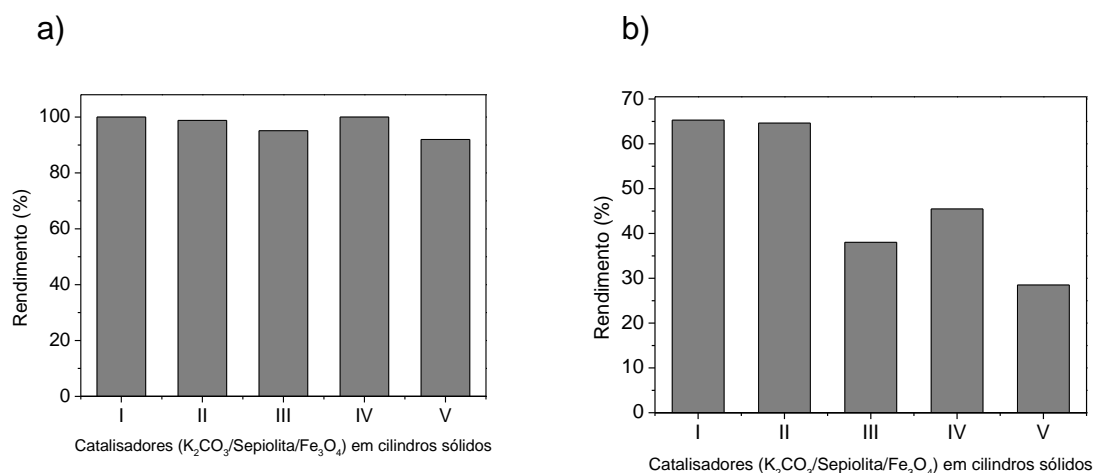 a)
Rendimento (%)
100
80
60
40
20
0
I II III IV V
Catalisadores (K₂CO₃/Sepiolita/Fe₃O₄) em cilindros sólidos
b)
Rendimento (%)
70
60
50
40
30
20
10
0
I II III IV V
Catalisadores (K₂CO₃/Sepiolita/Fe₃O₄) em cilindros sólidos